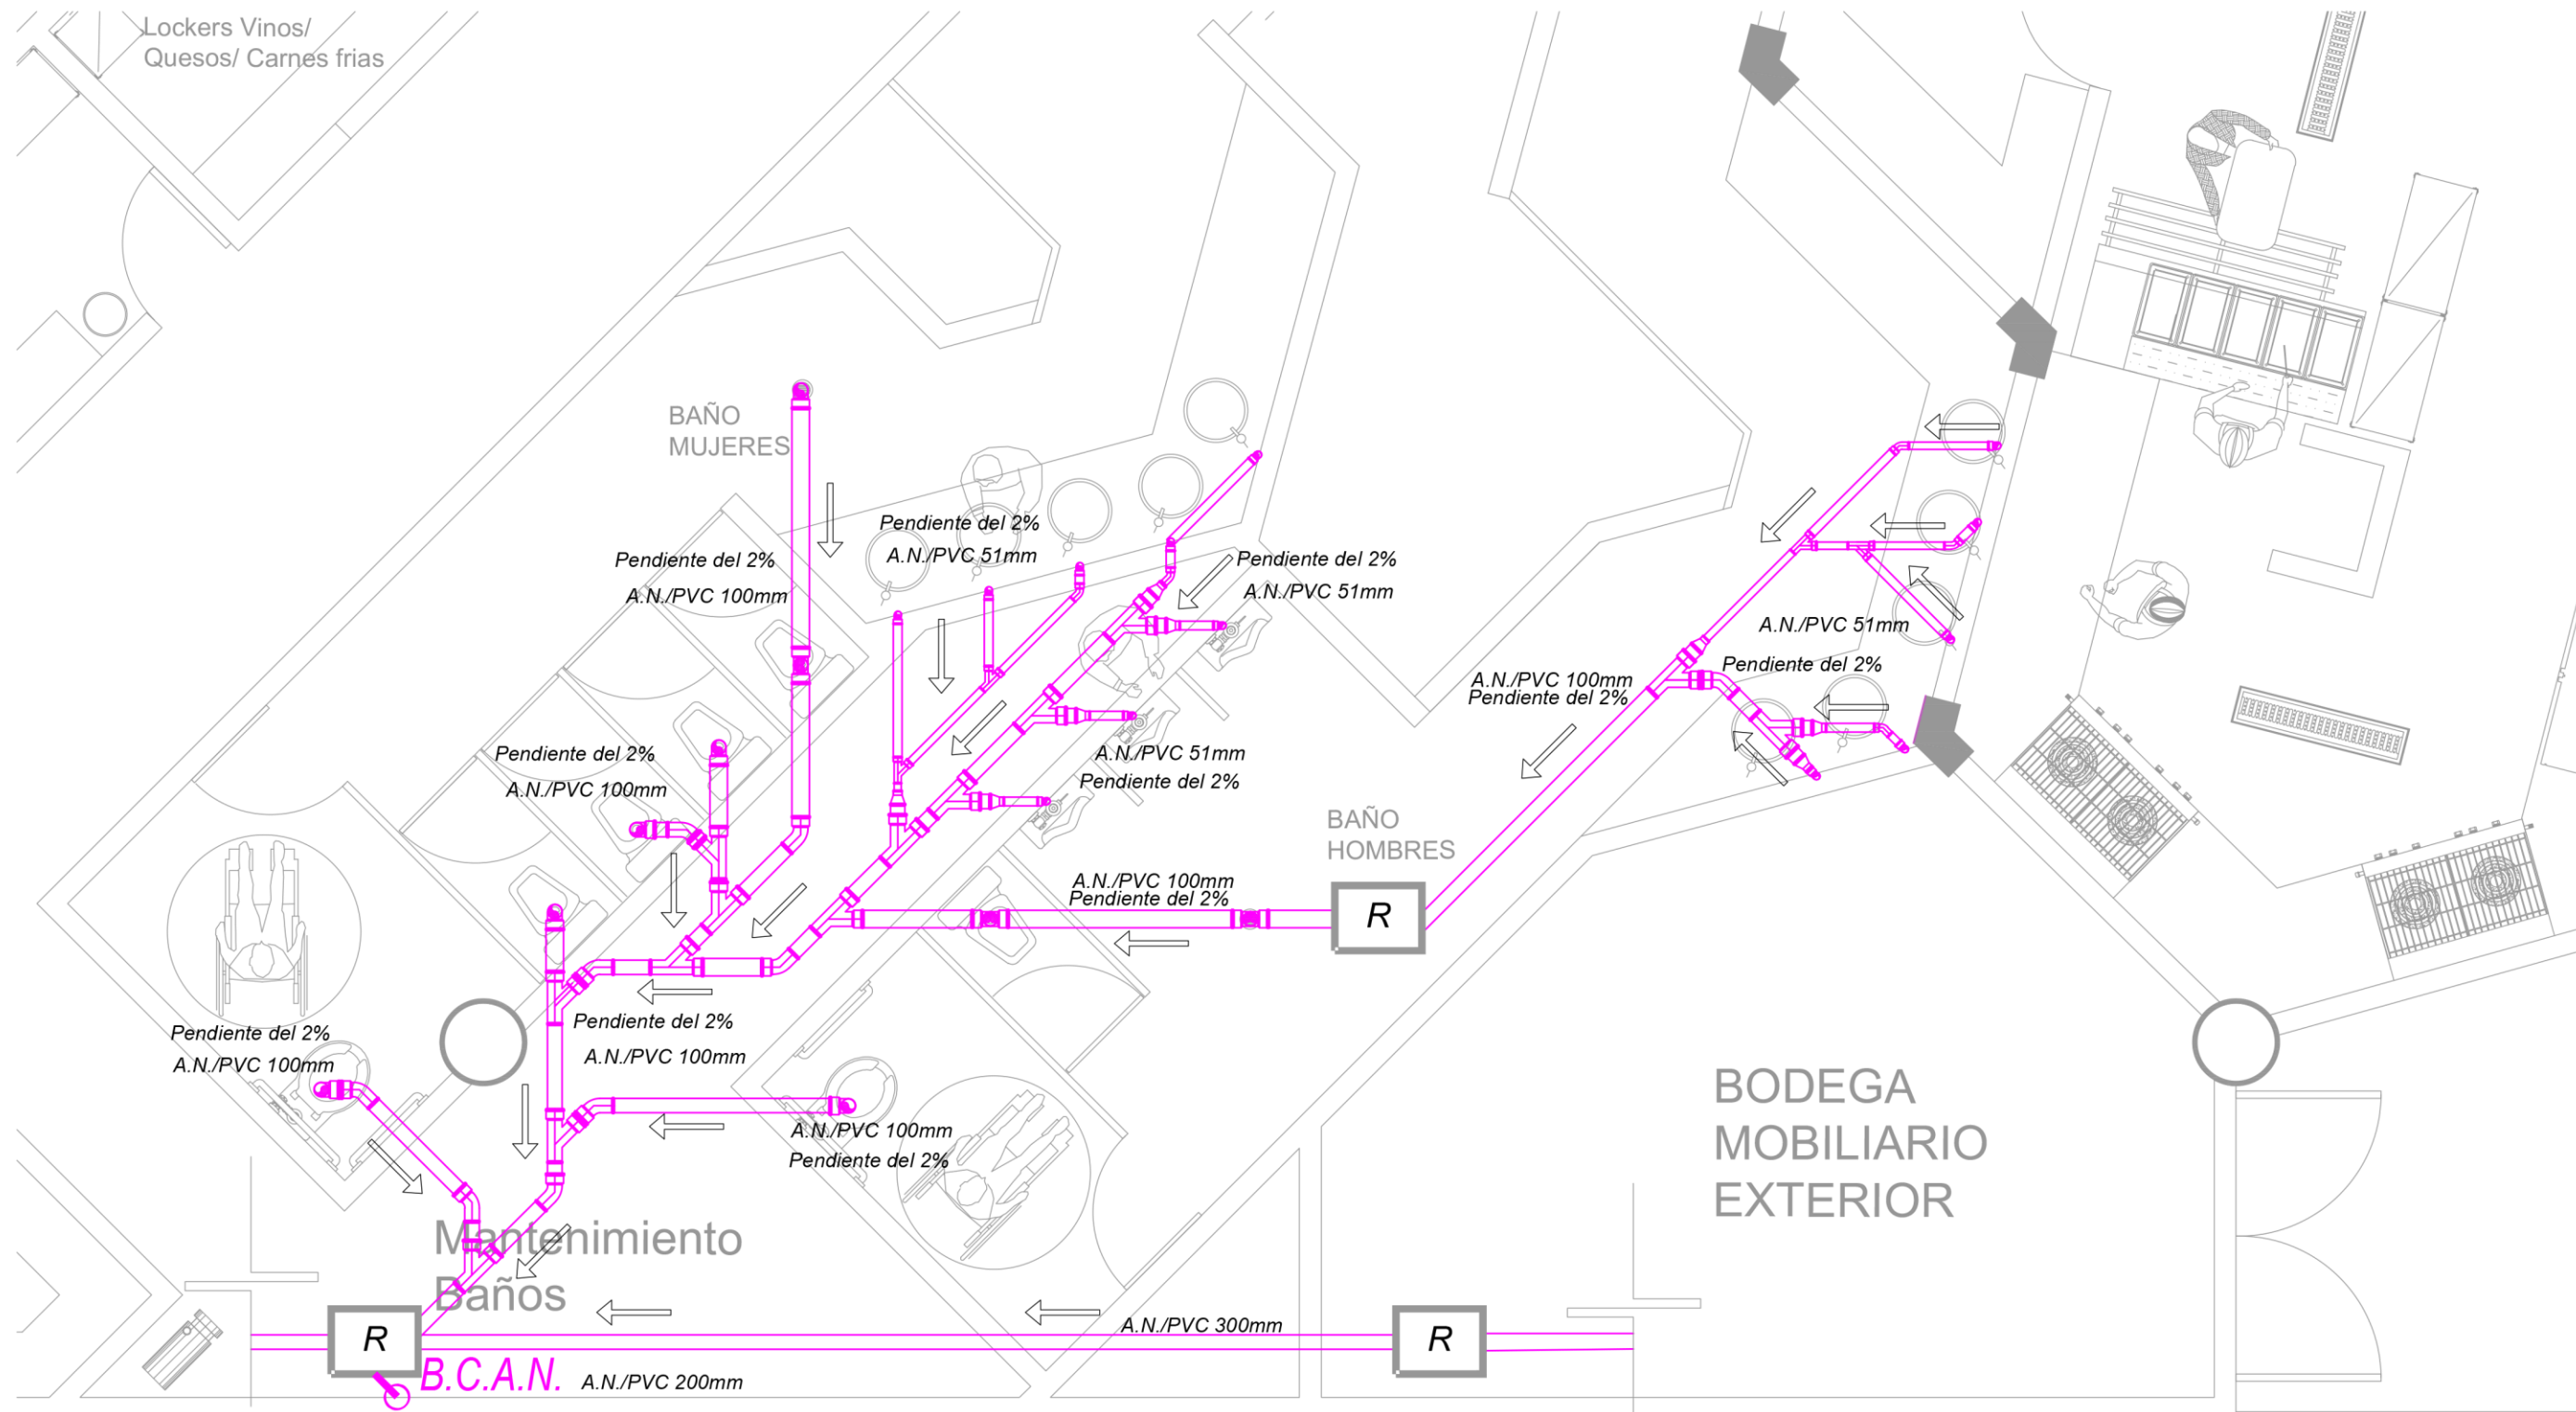 Lockers Vinos/
Quesos/ Carnes frias
BAÑO
MUJERES
Pendiente del 2%
A.N./PVC 51mm
Pendiente del 2%
A.N./PVC 100mm
Pendiente del 2%
A.N./PVC 51mm
A.N./PVC 51mm
Pendiente del 2%
A.N./PVC 100mm
Pendiente del 2%
Pendiente del 2%
A.N./PVC 100mm
A.N./PVC 51mm
Pendiente del 2%
BAÑO
HOMBRES
A.N./PVC 100mm
Pendiente del 2%
R
Pendiente del 2%
A.N./PVC 100mm
Pendiente del 2%
A.N./PVC 100mm
A.N./PVC 100mm
Pendiente del 2%
BODEGA
MOBILIARIO
EXTERIOR
Mantenimiento
Baños
R
A.N./PVC 300mm
R
B.C.A.N.
A.N./PVC 200mm